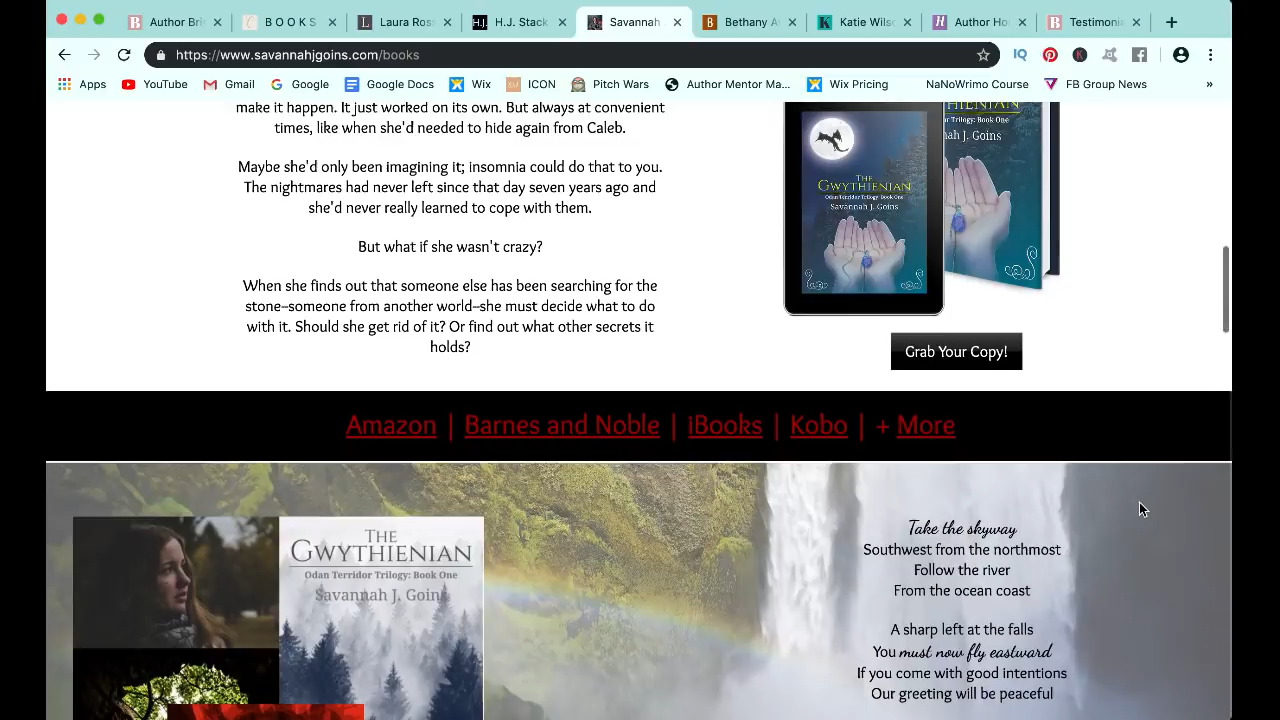 Author Bri
B O O K S
Laura Ros
H.J. Stack
Savannah
Bethany A
Katie Wils
Author Ho
Testimonia
https://www.savannahjgoins.com/books
Apps
YouTube
Gmail
Google
Google Docs
Wix
ICON
Pitch Wars
Author Mentor Ma...
Wix Pricing
NaNoWrimo Course
FB Group News
»
make it happen. It just worked on its own. But always at convenient
times, like when she'd needed to hide again from Caleb.
Maybe she'd only been imagining it; insomnia could do that to you.
The nightmares had never left since that day seven years ago and
she'd never really learned to cope with them.
But what if she wasn't crazy?
When she finds out that someone else has been searching for the
stone–someone from another world–she must decide what to do
with it. Should she get rid of it? Or find out what other secrets it
holds?
THE
GWYTHIENIAN
Odan Terridor Trilogy: Book One
Savannah J. Goins
Trilogy: Book One
nah J. Goins
Grab Your Copy!
Amazon | Barnes and Noble | iBooks | Kobo | + More
THE
GWYTHIENIAN
Odan Terridor Trilogy: Book One
Savannah J. Goins
Take the skyway
Southwest from the northmost
Follow the river
From the ocean coast
A sharp left at the falls
You must now fly eastward
If you come with good intentions
Our greeting will be peaceful